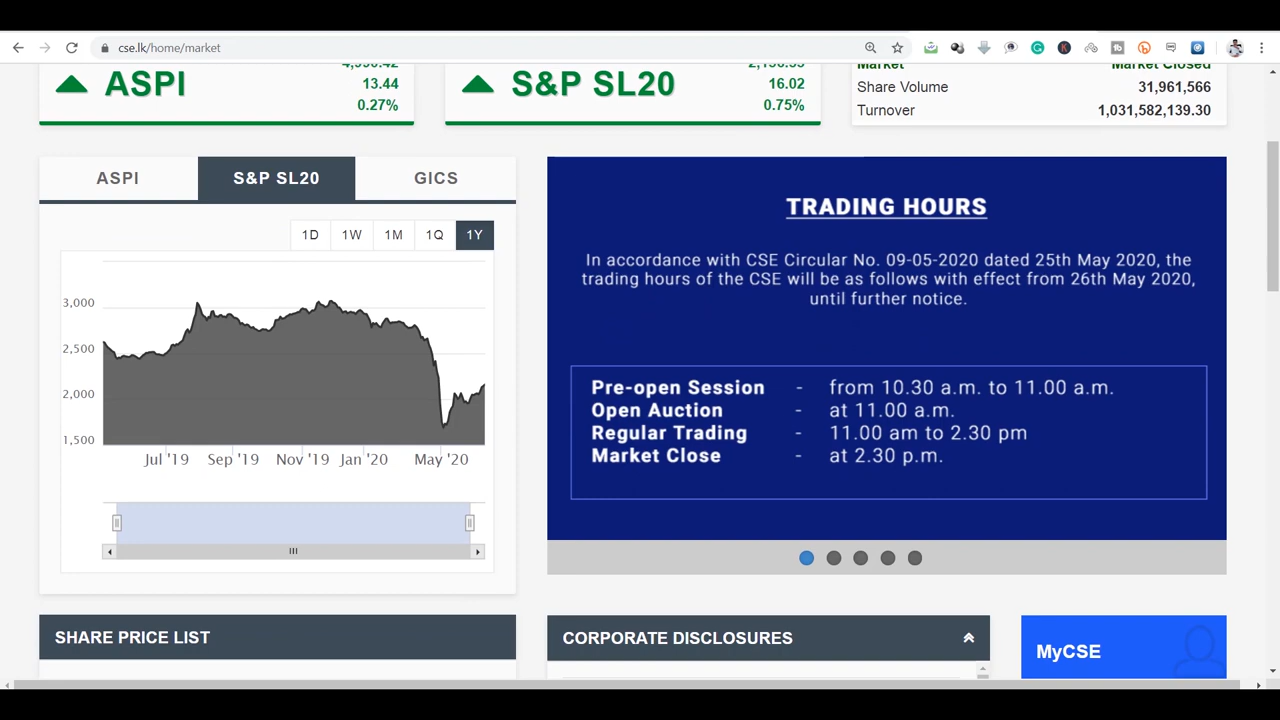 cse.lk/home/market
ASPI
13.44
0.27%
S&P SL20
16.02
0.75%
Market Market Closed
Share Volume 31,961,566
Turnover 1,031,582,139.30
ASPI S&P SL20 GICS
1D 1W 1M 1Q 1Y
3,000
2,500
2,000
1,500
Jul '19 Sep '19 Nov '19 Jan '20 May '20
TRADING HOURS
In accordance with CSE Circular No. 09-05-2020 dated 25th May 2020, the
trading hours of the CSE will be as follows with effect from 26th May 2020,
until further notice.
Pre-open Session - from 10.30 a.m. to 11.00 a.m.
Open Auction - at 11.00 a.m.
Regular Trading - 11.00 am to 2.30 pm
Market Close - at 2.30 p.m.
SHARE PRICE LIST
CORPORATE DISCLOSURES
MyCSE